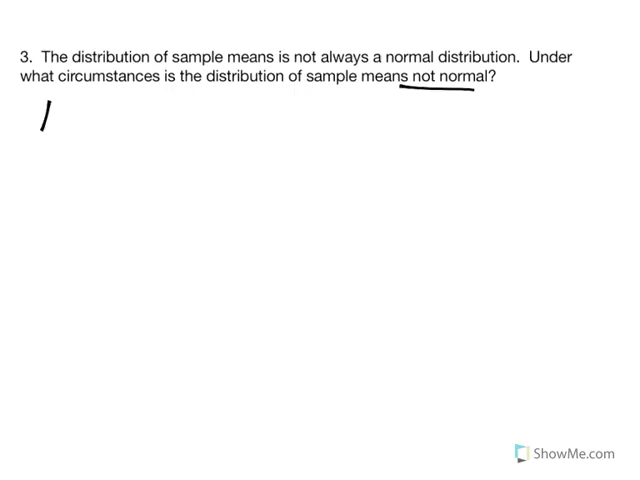 3. The distribution of sample means is not always a normal distribution. Under
what circumstances is the distribution of sample means not normal?
ShowMe.com